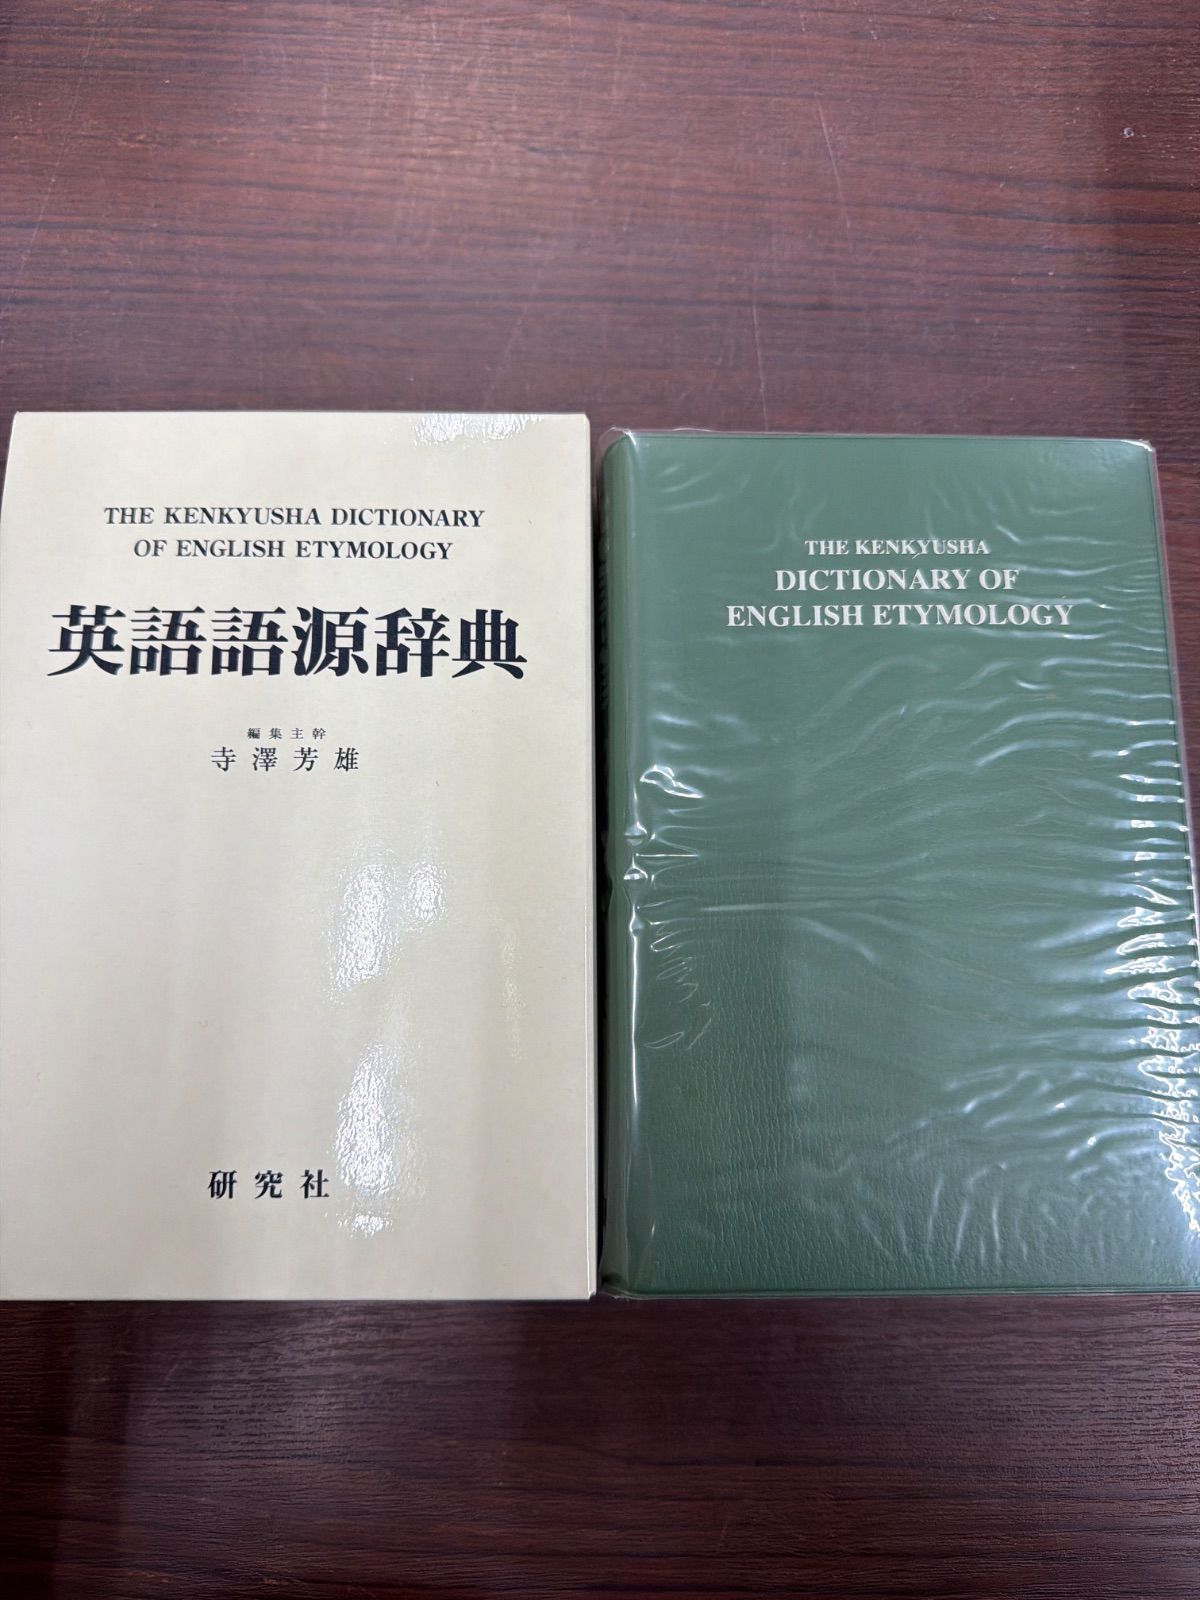 THE KENKYUSHA DICTIONARY
OF ENGLISH ETYMOLOGY
英語語源辞典
編集主幹
寺澤芳雄
研究社
THE KENKYUSHA
DICTIONARY OF
ENGLISH ETYMOLOGY